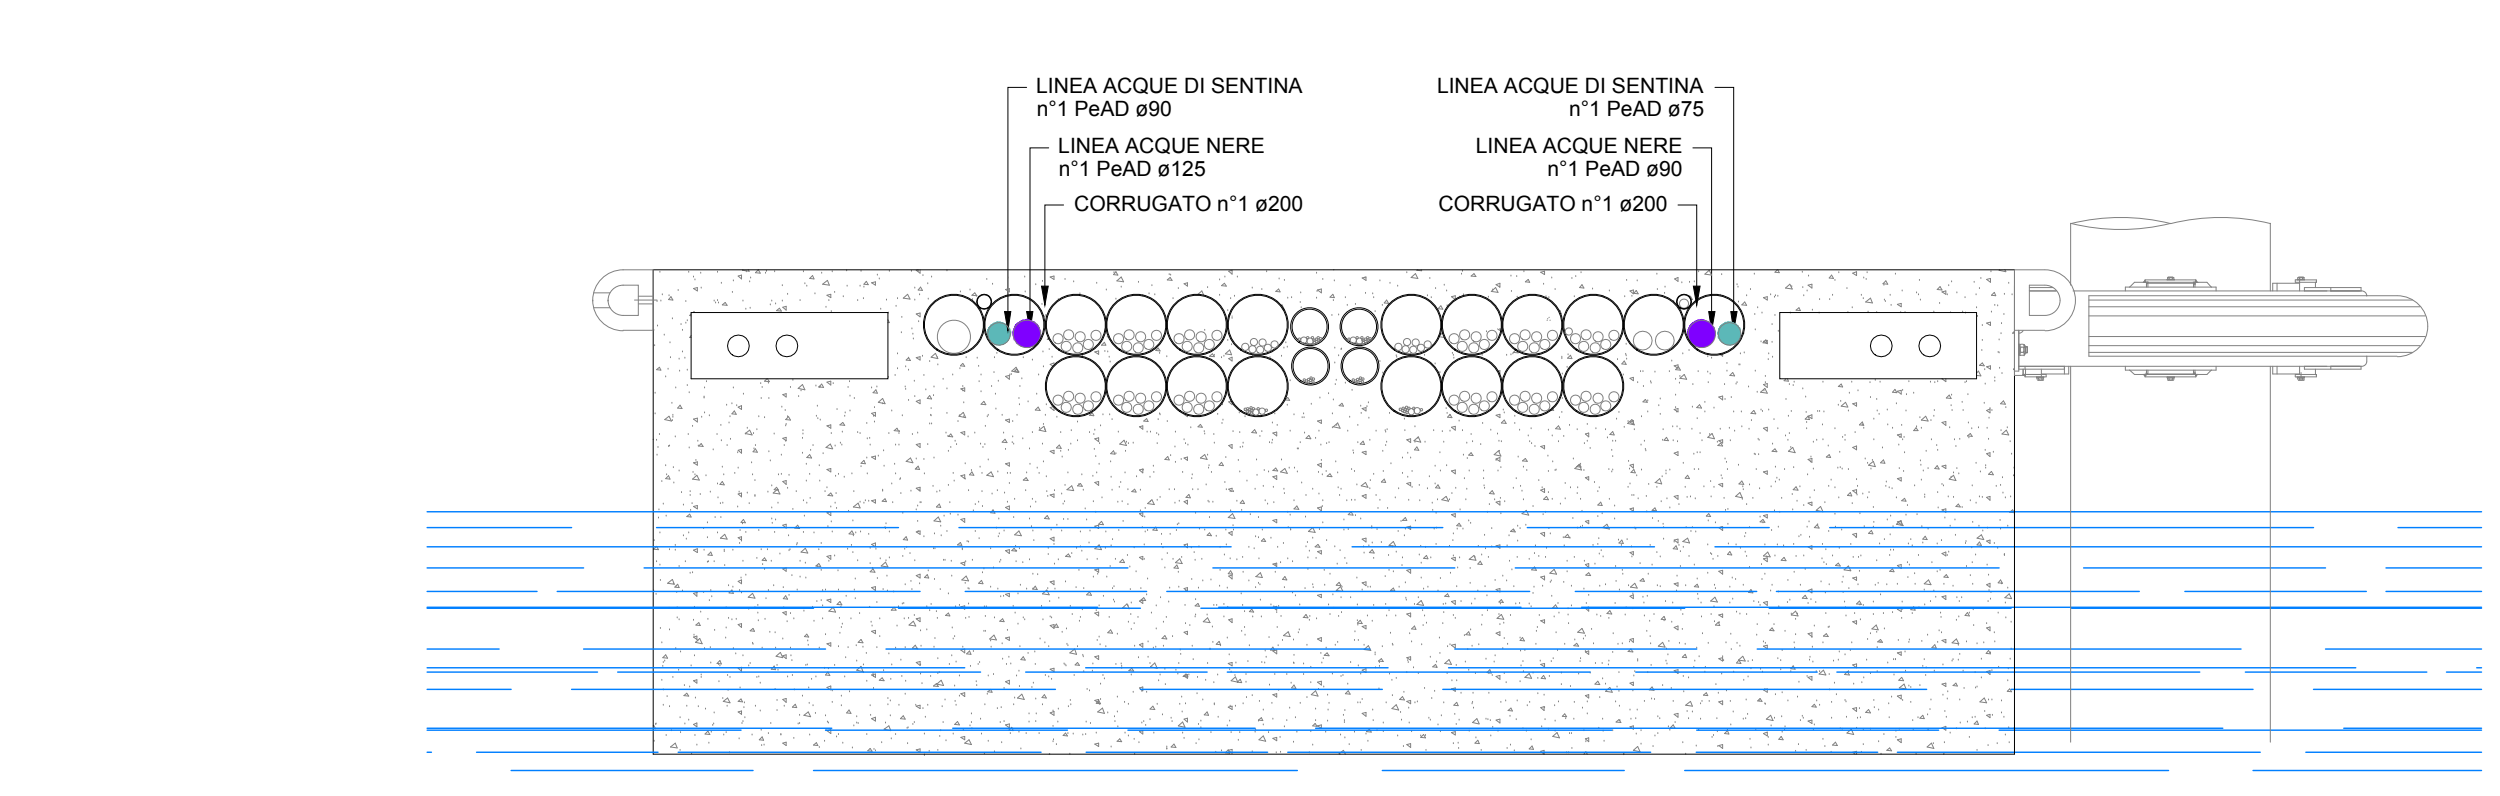 LINEA ACQUE DI SENTINA
n°1 PeAD ø90
LINEA ACQUE NERE
n°1 PeAD ø125
CORRUGATO n°1 ø200
LINEA ACQUE DI SENTINA
n°1 PeAD ø75
LINEA ACQUE NERE
n°1 PeAD ø90
CORRUGATO n°1 ø200